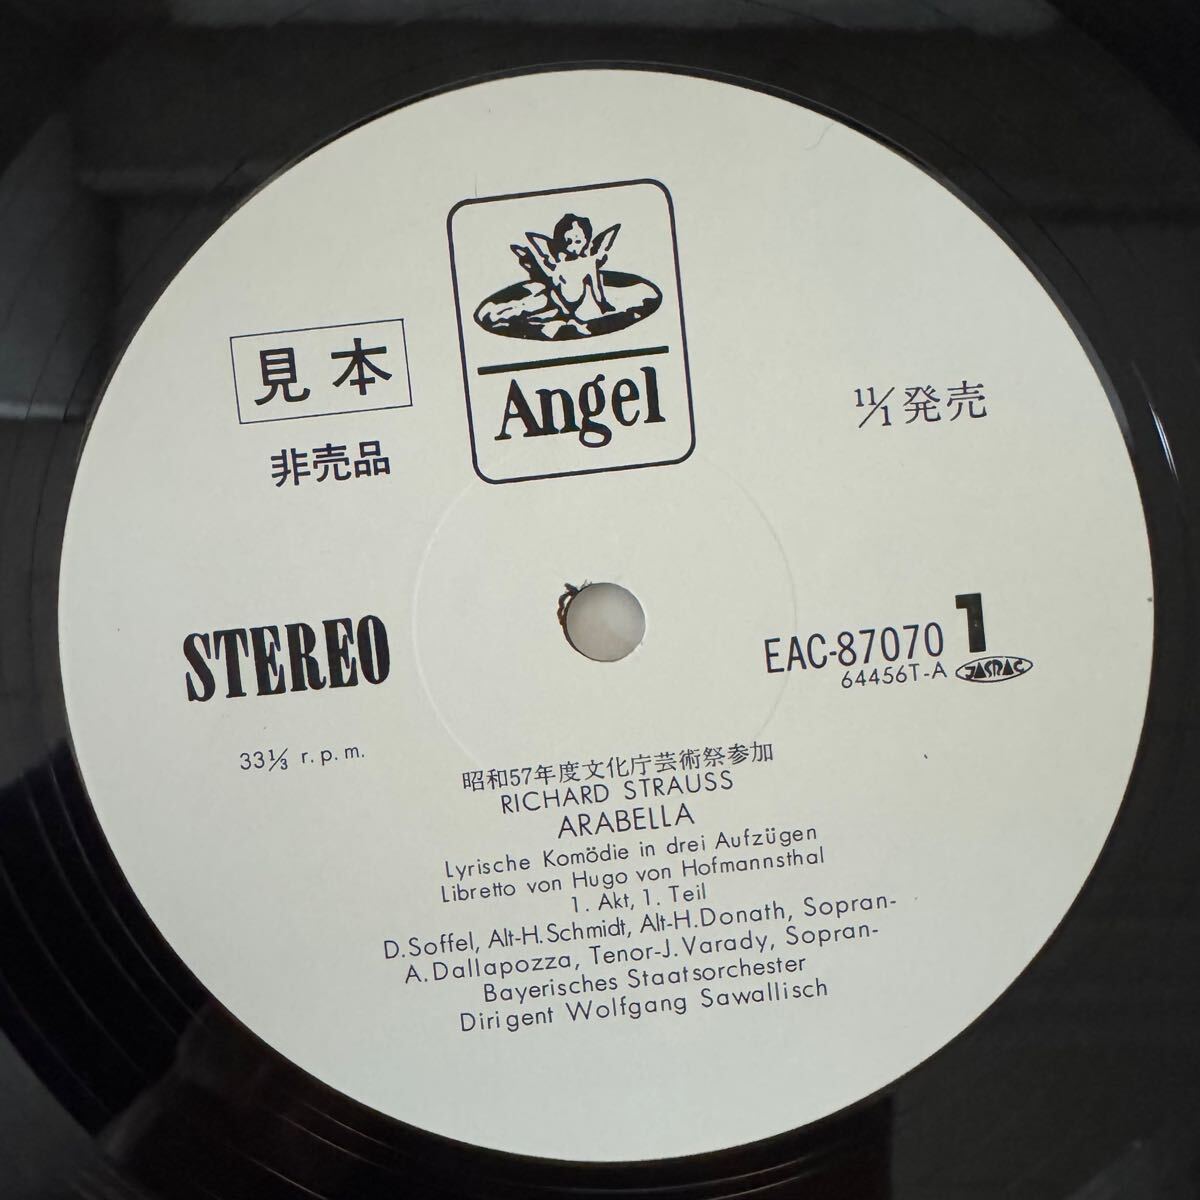 Angel
見本
非売品
11/1発売
STEREO
33⅓ r.p.m.
EAC-87070 1
64456T-A JASRAC
昭和57年度文化庁芸術祭参加
RICHARD STRAUSS
ARABELLA
Lyrische Komödie in drei Aufzügen
Libretto von Hugo von Hofmannsthal
1. Akt, 1. Teil
D.Soffel, Alt-H.Schmidt, Alt-H.Donath, Sopran-
A.Dallapozza, Tenor-J.Varady, Sopran-
Bayerisches Staatsorchester
Dirigent Wolfgang Sawallisch